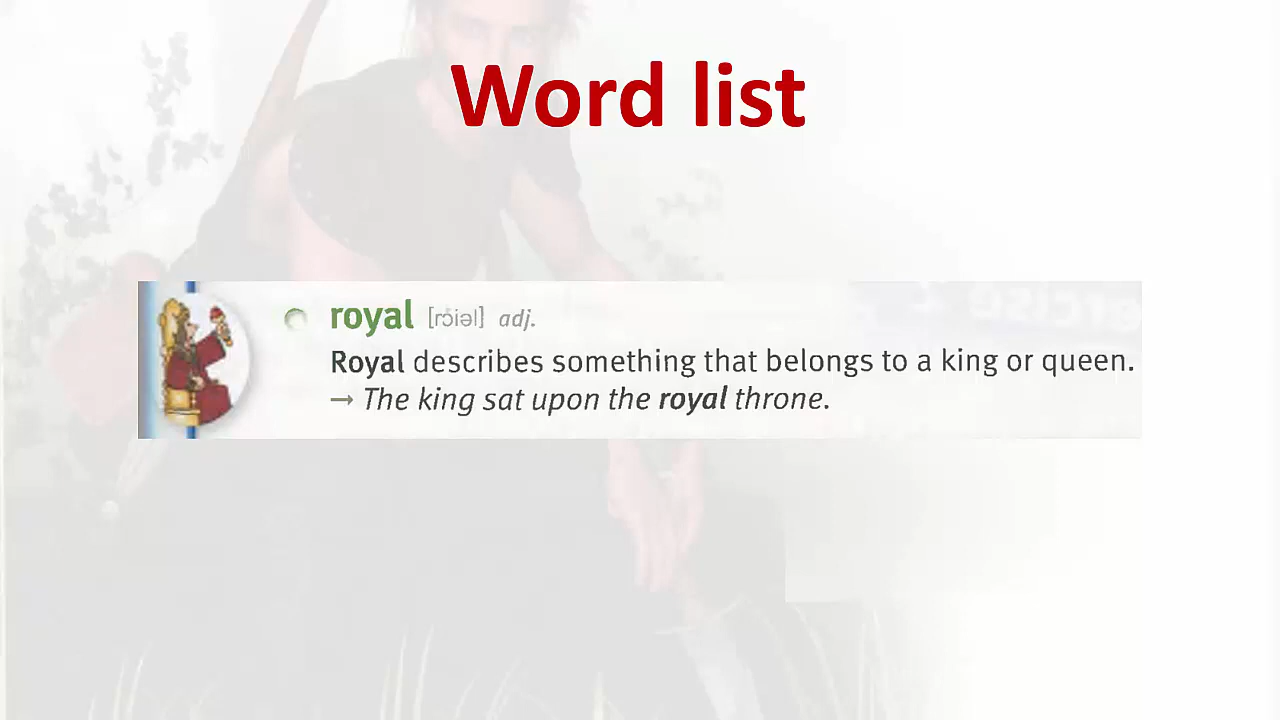 Word list
royal [rɔ́iəl] adj.
Royal describes something that belongs to a king or queen.
→ The king sat upon the royal throne.